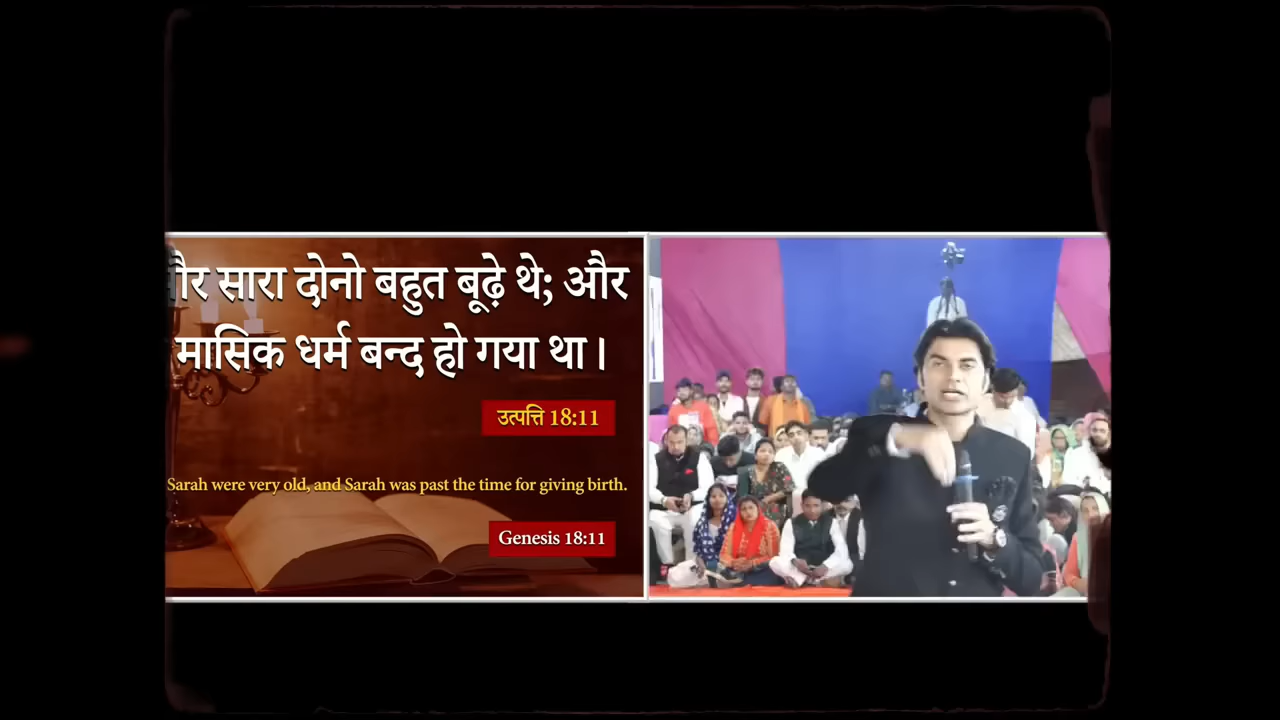 सारा दोनो बहुत बूढ़े थे; और
मासिक धर्म बन्द हो गया था।
उत्पत्ति 18:11
Sarah were very old, and Sarah was past the time for giving birth.
Genesis 18:11